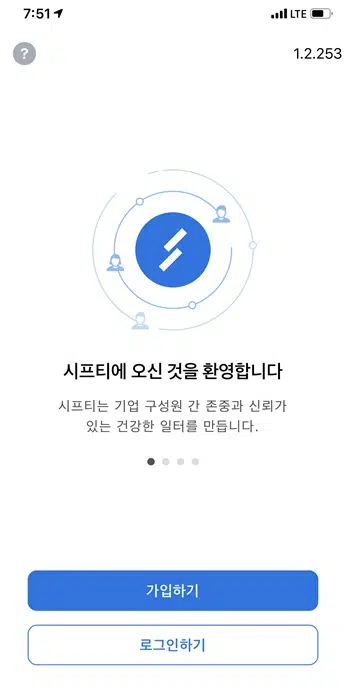 7:51 LTE
? 1.2.253
시프티에 오신 것을 환영합니다
시프티는 기업 구성원 간 존중과 신뢰가
있는 건강한 일터를 만듭니다.
가입하기
로그인하기